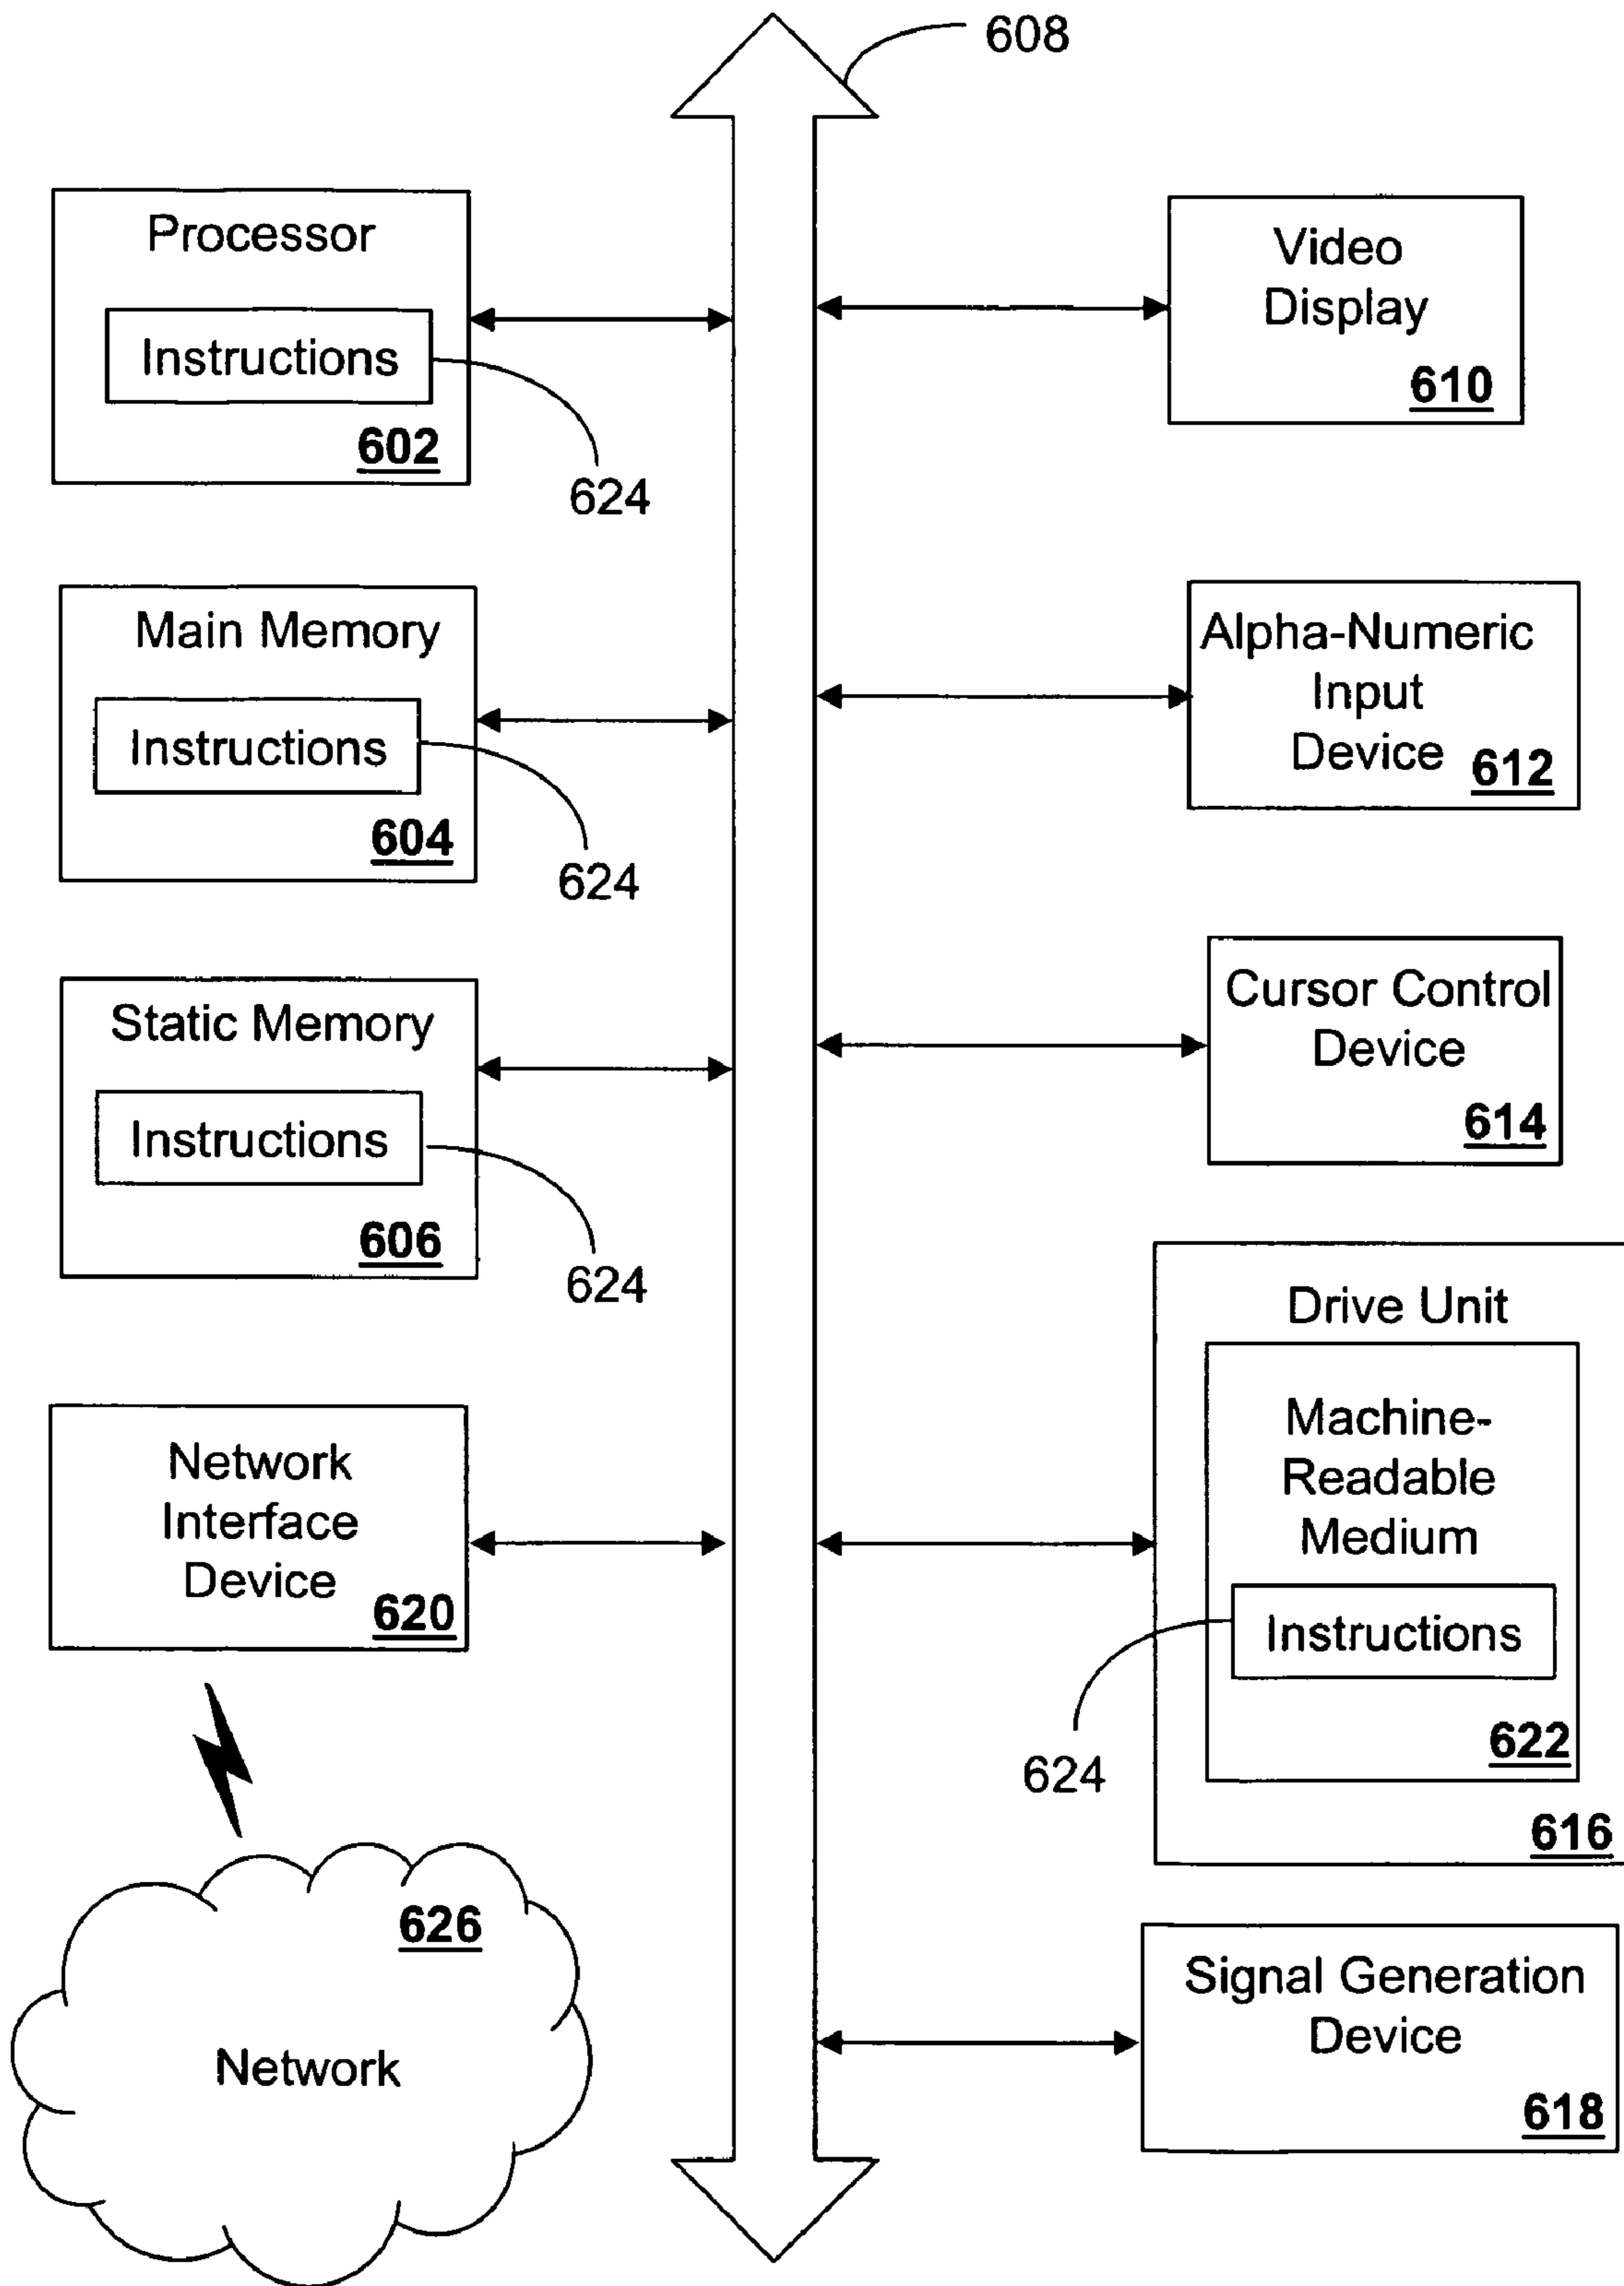 608
Processor
Instructions
602
624
Main Memory
Instructions
604
624
Static Memory
Instructions
606
624
Network
Interface
Device
620
626
Network
Video
Display
610
Alpha-Numeric
Input
Device
612
Cursor Control
Device
614
Drive Unit
Machine-
Readable
Medium
Instructions
622
624
616
Signal Generation
Device
618